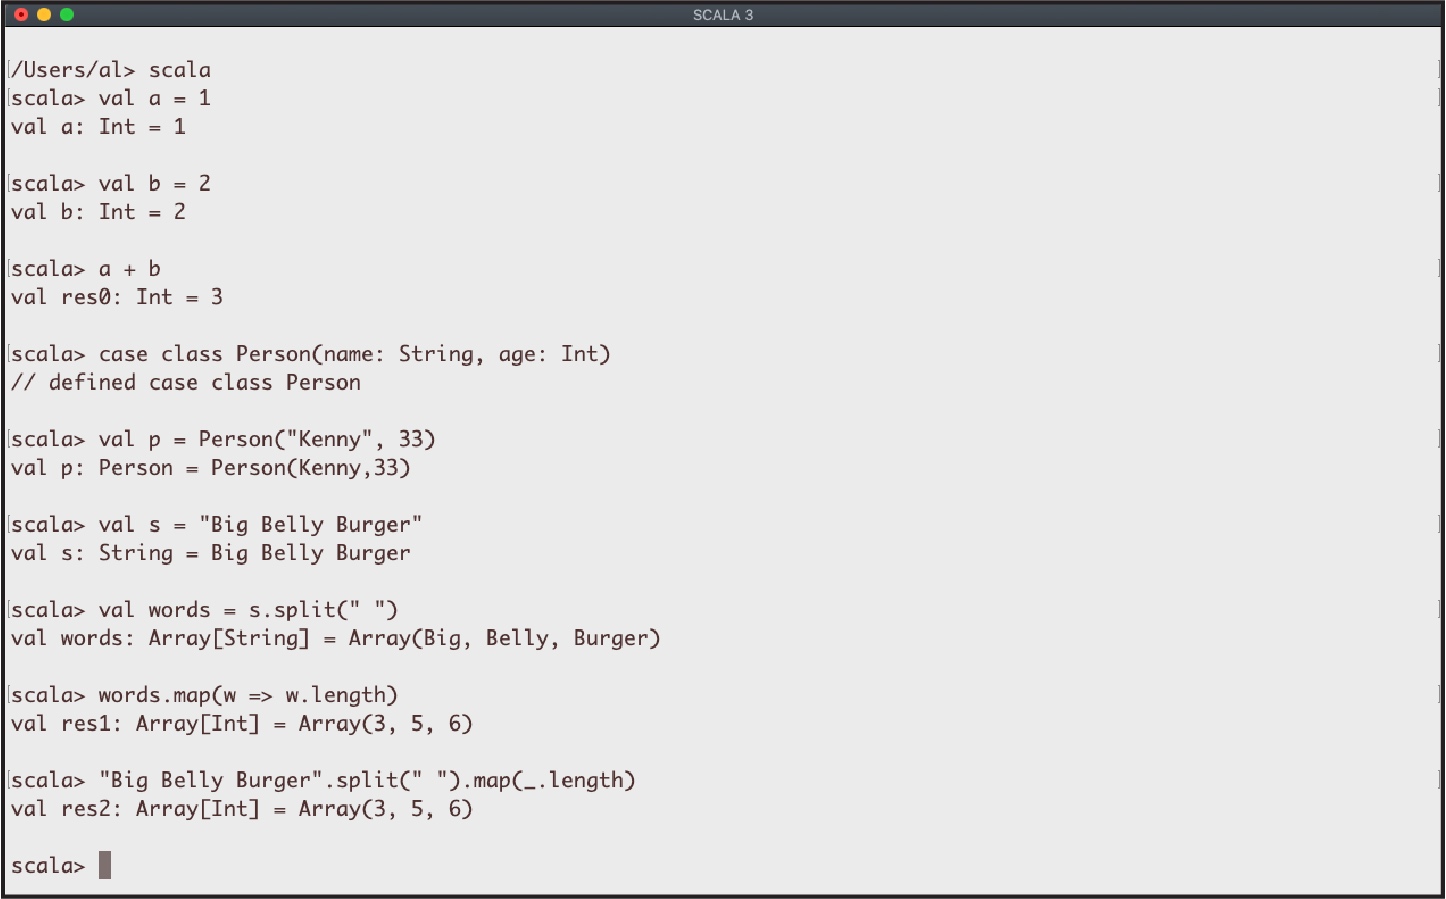 SCALA 3
/Users/al> scala
scala> val a = 1
val a: Int = 1
scala> val b = 2
val b: Int = 2
scala> a + b
val res0: Int = 3
scala> case class Person(name: String, age: Int)
// defined case class Person
scala> val p = Person("Kenny", 33)
val p: Person = Person(Kenny,33)
scala> val s = "Big Belly Burger"
val s: String = Big Belly Burger
scala> val words = s.split(" ")
val words: Array[String] = Array(Big, Belly, Burger)
scala> words.map(w => w.length)
val res1: Array[Int] = Array(3, 5, 6)
scala> "Big Belly Burger".split(" ").map(_.length)
val res2: Array[Int] = Array(3, 5, 6)
scala>